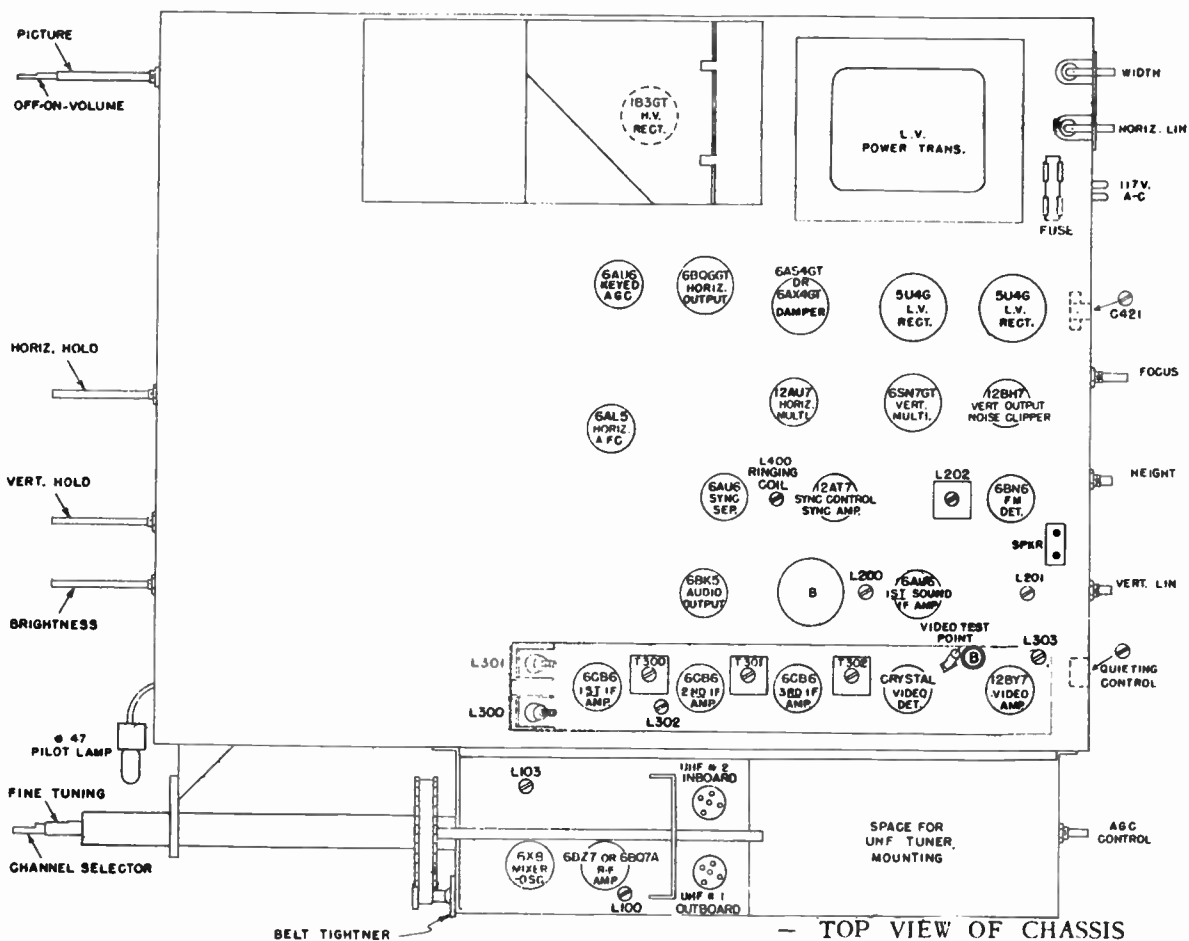 PICTURE
OFF-ON-VOLUME
1B3GT
H.V.
RECT.
L.V.
POWER TRANS.
WIDTH
HORIZ. LIN
117V.
A-C
FUSE
6AU6
KEYED
AGC
6BQ6GT
HORIZ.
OUTPUT
6AS4GT
OR
6AX4GT
DAMPER
5U4G
L.V.
RECT.
5U4G
L.V.
RECT.
C421
HORIZ. HOLD
FOCUS
6AL5
HORIZ.
AFC
12AU7
HORIZ.
MULTI.
6SN7GT
VERT.
MULTI.
12BH7
VERT OUTPUT
NOISE CLIPPER
VERT. HOLD
6AU6
SYNC
SEP.
L400
RINGING
COIL
12AT7
SYNC CONTROL
SYNC AMP.
L202
6BN6
FM
DET.
HEIGHT
SPKR
BRIGHTNESS
6BK5
AUDIO
OUTPUT
B
L200
6AU6
1ST SOUND
IF AMP.
L201
VERT. LIN
VIDEO TEST
POINT
B
L303
QUIETING
CONTROL
L301
L300
6CB6
1ST IF
AMP.
T300
L302
6CB6
2ND IF
AMP.
T301
6CB6
3RD IF
AMP.
T302
CRYSTAL
VIDEO
DET.
12BY7
VIDEO
AMP.
# 47
PILOT LAMP
FINE TUNING
CHANNEL SELECTOR
BELT TIGHTNER
L103
6X8
MIXER
-OSC.
6DZ7 OR 6BQ7A
R-F
AMP
L100
UHF # 2
INBOARD
UHF # 1
OUTBOARD
SPACE FOR
UHF TUNER
MOUNTING
AGC
CONTROL
– TOP VIEW OF CHASSIS